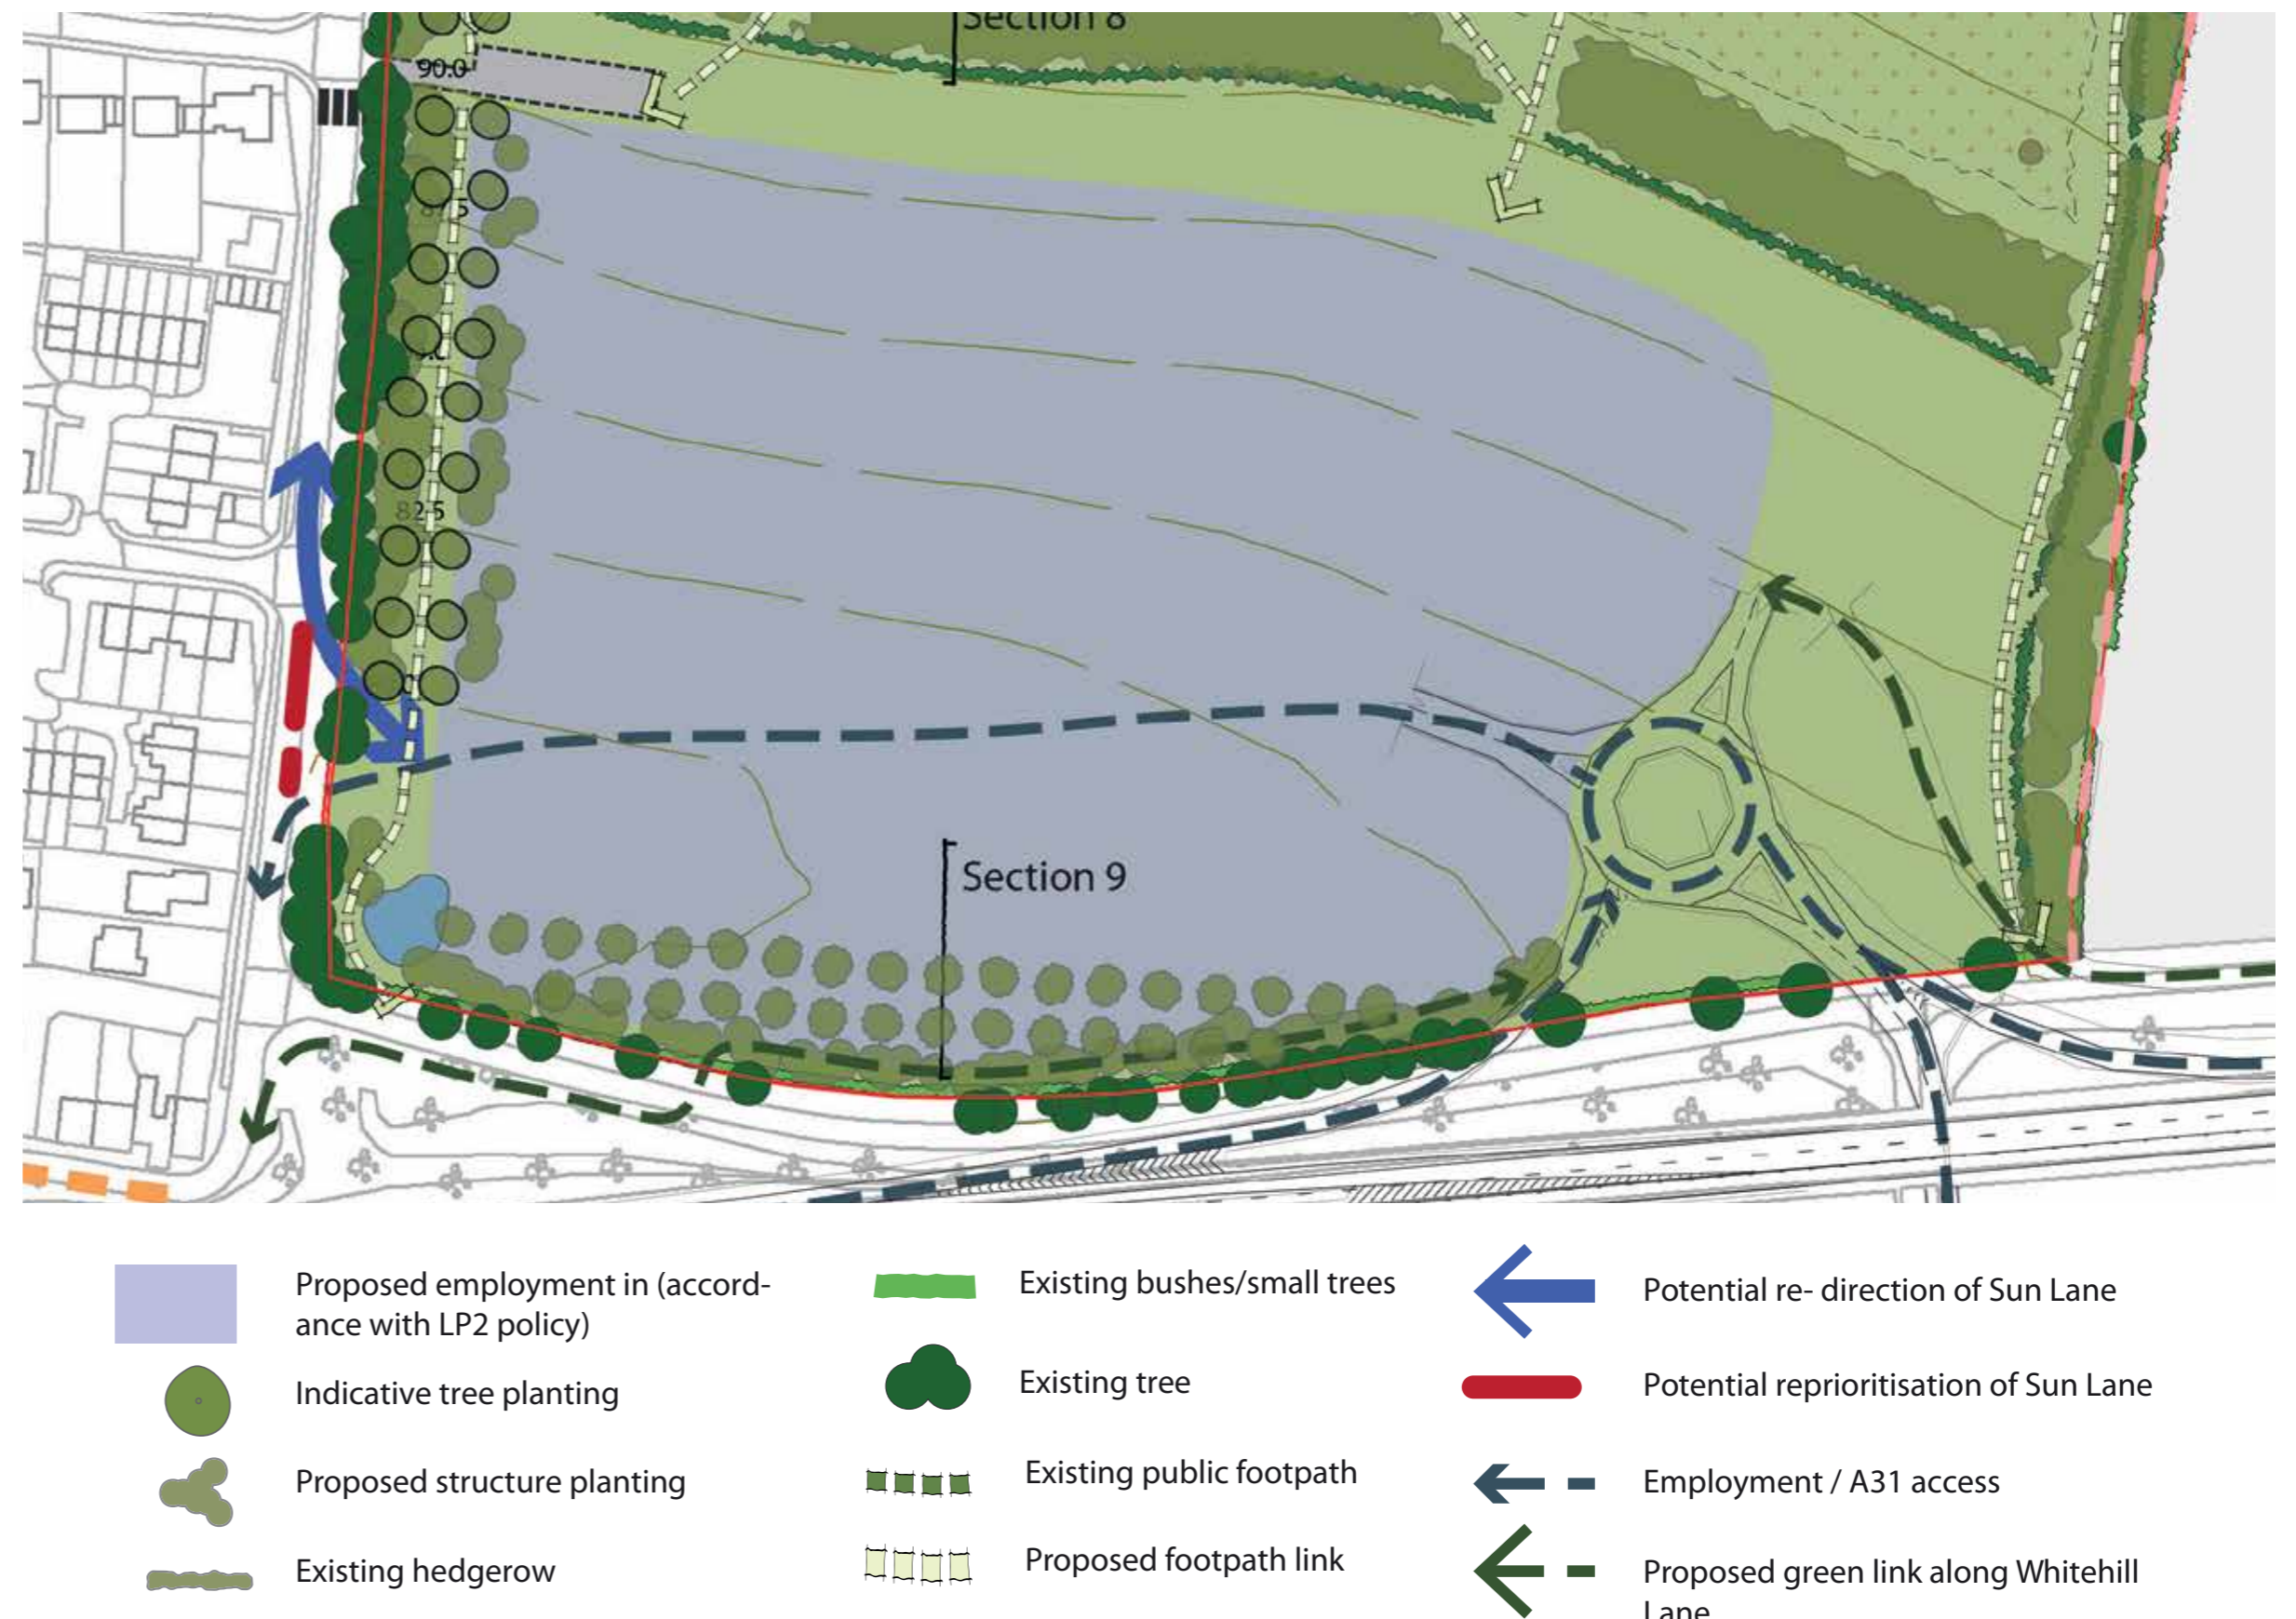 Section 8
90.0
82.5
Section 9
Proposed employment in (accord-
ance with LP2 policy)
Indicative tree planting
Proposed structure planting
Existing hedgerow
Existing bushes/small trees
Existing tree
Existing public footpath
Proposed footpath link
Potential re- direction of Sun Lane
Potential reprioritisation of Sun Lane
Employment / A31 access
Proposed green link along Whitehill
Lane